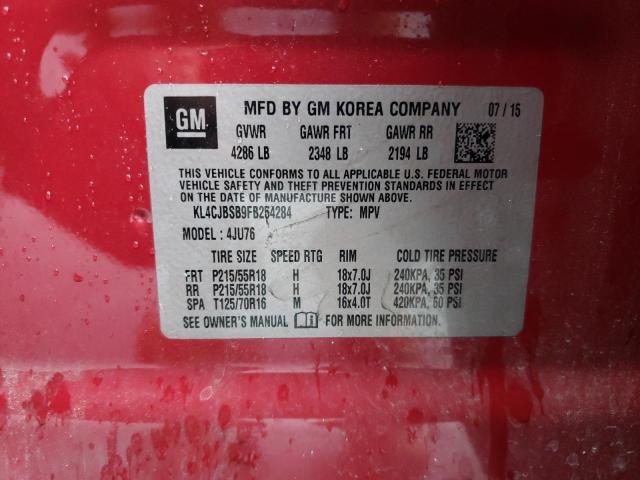 GM MFD BY GM KOREA COMPANY 07/15
GVWR GAWR FRT GAWR RR
4286 LB 2348 LB 2194 LB
THIS VEHICLE CONFORMS TO ALL APPLICABLE U.S. FEDERAL MOTOR
VEHICLE SAFETY AND THEFT PREVENTION STANDARDS IN EFFECT
ON THE DATE OF MANUFACTURE SHOWN ABOVE.
KL4CJBSB9FB254284 TYPE: MPV
MODEL: 4JU76
TIRE SIZE SPEED RTG RIM COLD TIRE PRESSURE
FRT P215/55R18 H 18x7.0J 240KPA, 35 PSI
RR P215/55R18 H 18x7.0J 240KPA, 35 PSI
SPA T125/70R16 M 16x4.0T 420KPA, 60 PSI
SEE OWNER'S MANUAL FOR MORE INFORMATION.